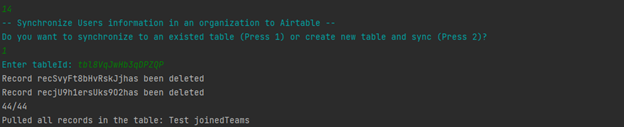 14
-- Synchronize Users information in an organization to Airtable --
Do you want to synchronize to an existed table (Press 1) or create new table and sync (Press 2)?
1
Enter tableId: tbl8VqJwHb3qDPZQP
Record recSvyFt8bHvRskJjhas been deleted
Record recjU9h1ersUks9O2has been deleted
44/44
Pulled all records in the table: Test joinedTeams